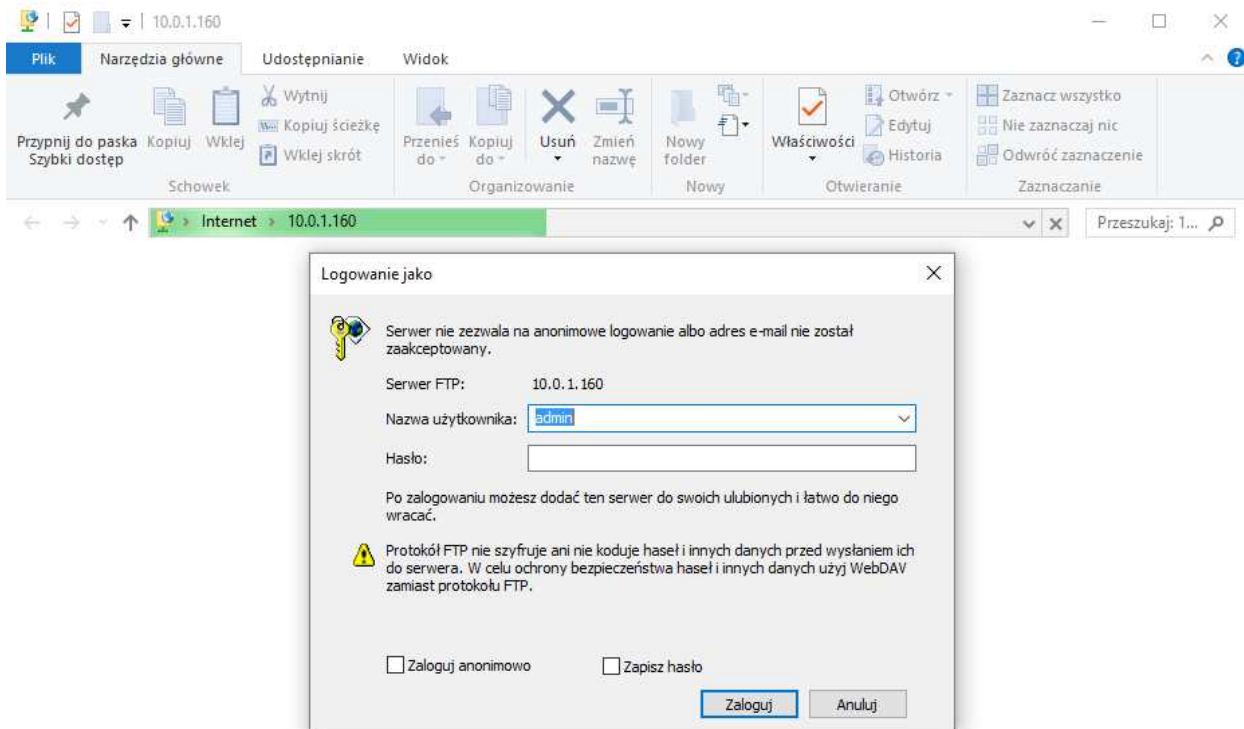 10.0.1.160
Plik Narzędzia główne Udostępnianie Widok
Przypnij do paska Szybki dostęp
Kopiuj
Wklej
Wytnij
Kopiuj ścieżkę
Wklej skrót
Schowek
Przenieś do
Kopiuj do
Usuń
Zmień nazwę
Organizowanie
Nowy folder
Nowy
Właściwości
Otwórz
Edytuj
Historia
Otwieranie
Zaznacz wszystko
Nie zaznaczaj nic
Odwróć zaznaczenie
Zaznaczanie
Internet 10.0.1.160
Przeszukaj: 1...
Logowanie jako
Serwer nie zezwala na anonimowe logowanie albo adres e-mail nie został
zaakceptowany.
Serwer FTP: 10.0.1.160
Nazwa użytkownika: admin
Hasło:
Po zalogowaniu możesz dodać ten serwer do swoich ulubionych i łatwo do niego
wracać.
Protokół FTP nie szyfruje ani nie koduje haseł i innych danych przed wysłaniem ich
do serwera. W celu ochrony bezpieczeństwa haseł i innych danych użyj WebDAV
zamiast protokołu FTP.
Zaloguj anonimowo Zapisz hasło
Zaloguj Anuluj